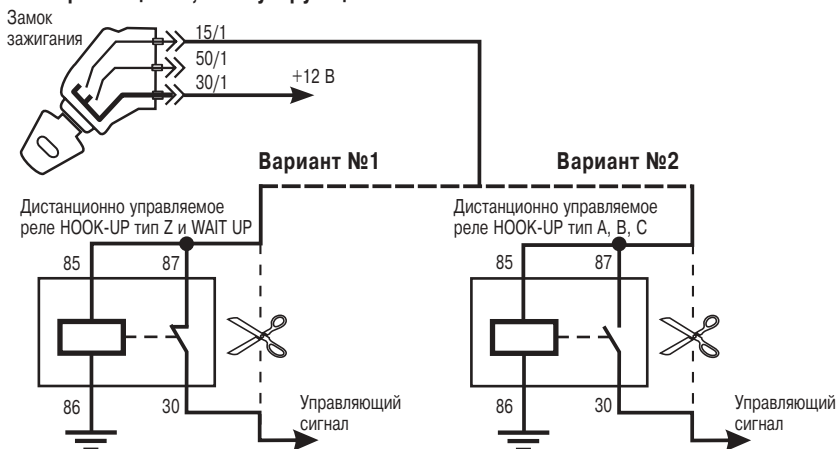 Замок
зажигания
15/1
50/1
30/1
+12 В
Вариант №1
Вариант №2
Дистанционно управляемое
реле HOOK-UP тип Z и WAIT UP
85
87
86
30
Управляющий
сигнал
Дистанционно управляемое
реле HOOK-UP тип A, B, C
85
87
86
30
Управляющий
сигнал